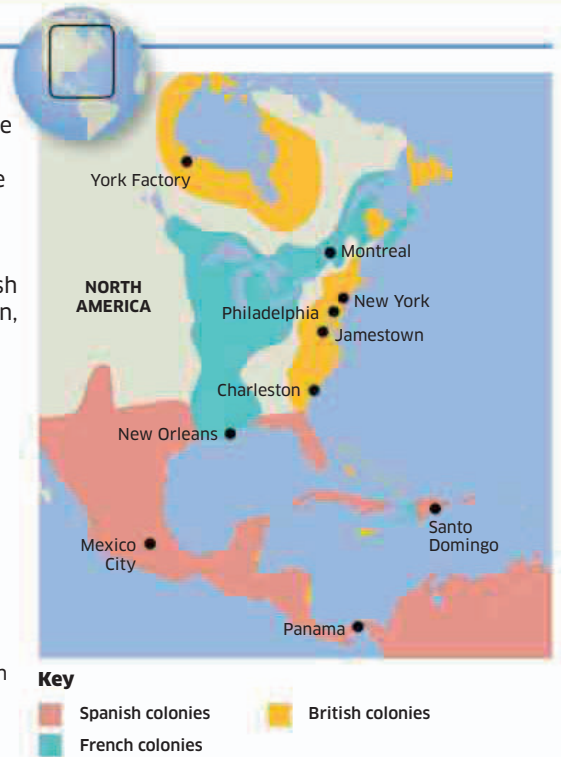 e
e
sh
n,
York Factory
Montreal
NORTH
AMERICA
New York
Philadelphia
Jamestown
Charleston
New Orleans
Santo
Domingo
Mexico
City
Panama
n
Key
Spanish colonies
British colonies
French colonies